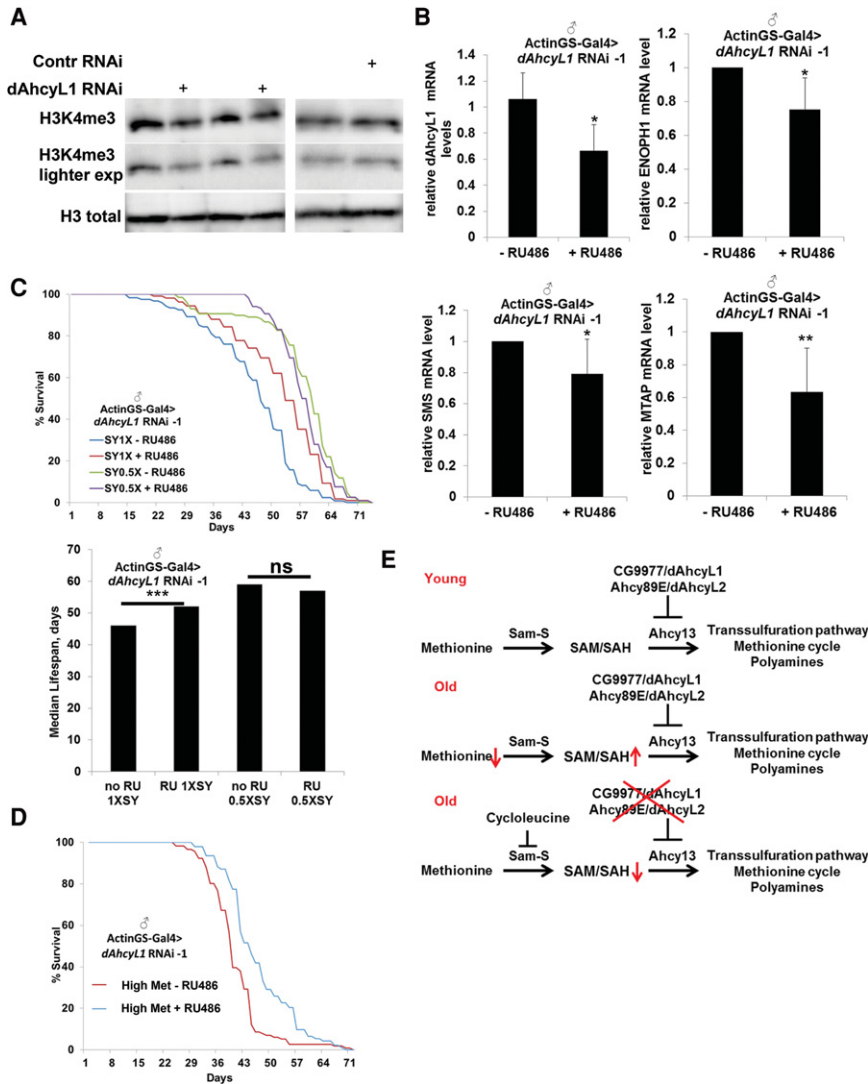 A
Contr RNAi +
dAhcyL1 RNAi + +
H3K4me3
H3K4me3
lighter exp
H3 total
B
♂
ActinGS-Gal4>
dAhcyL1 RNAi -1
relative dAhcyL1 mRNA
levels
1.4
1.2
1
0.8
0.6
0.4
0.2
0
*
- RU486 + RU486
♂
ActinGS-Gal4>
dAhcyL1 RNAi -1
relative ENOPH1 mRNA level
1
0.8
0.6
0.4
0.2
0
*
- RU486 + RU486
♂
ActinGS-Gal4>
dAhcyL1 RNAi -1
relative SMS mRNA level
1.2
1
0.8
0.6
0.4
0.2
0
*
- RU486 + RU486
♂
ActinGS-Gal4>
dAhcyL1 RNAi -1
relative MTAP mRNA level
1.2
1
0.8
0.6
0.4
0.2
0
**
- RU486 + RU486
C
% Survival
100
80
60
40
20
0
♂
ActinGS-Gal4>
dAhcyL1 RNAi -1
SY1X - RU486
SY1X + RU486
SY0.5X - RU486
SY0.5X + RU486
1 8 15 22 29 36 43 50 57 64 71
Days
♂
ActinGS-Gal4>
dAhcyL1 RNAi -1
Median Lifespan, days
70
60
50
40
30
20
10
0
***
ns
no RU
1XSY
RU 1XSY
no RU
0.5XSY
RU
0.5XSY
D
% Survival
100
80
60
40
20
0
♂
ActinGS-Gal4>
dAhcyL1 RNAi -1
High Met - RU486
High Met + RU486
1 8 15 22 29 36 43 50 57 64 71
Days
E
Young
CG9977/dAhcyL1
Ahcy89E/dAhcyL2
Methionine Sam-S SAM/SAH Ahcy13 Transsulfuration pathway
Methionine cycle
Polyamines
Old
CG9977/dAhcyL1
Ahcy89E/dAhcyL2
Methionine Sam-S SAM/SAH Ahcy13 Transsulfuration pathway
Methionine cycle
Polyamines
Old
CG9977/dAhcyL1
Ahcy89E/dAhcyL2
Cycloleucine
Methionine Sam-S SAM/SAH Ahcy13 Transsulfuration pathway
Methionine cycle
Polyamines